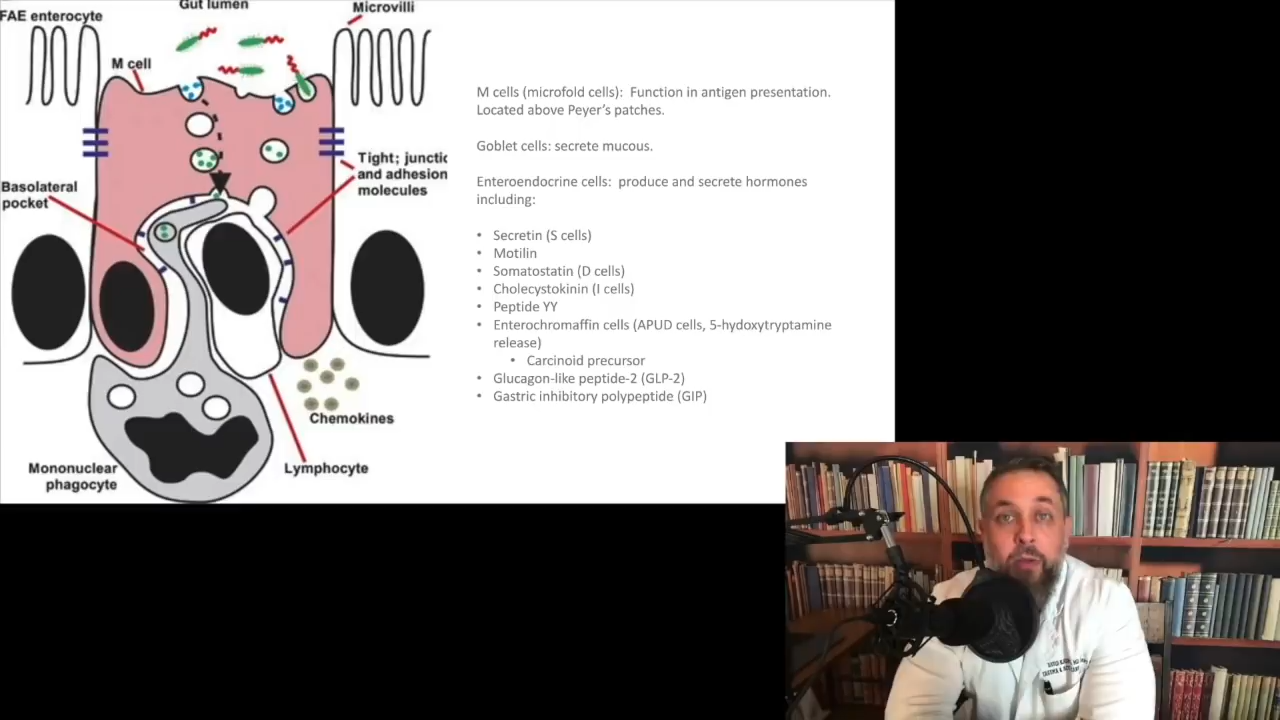 Gut lumen
FAE enterocyte
Microvilli
M cell
Tight; junctic
and adhesion
molecules
Basolateral
pocket
Chemokines
Mononuclear
phagocyte
Lymphocyte
M cells (microfold cells):  Function in antigen presentation.
Located above Peyer's patches.
Goblet cells: secrete mucous.
Enteroendocrine cells:  produce and secrete hormones
including:
• Secretin (S cells)
• Motilin
• Somatostatin (D cells)
• Cholecystokinin (I cells)
• Peptide YY
• Enterochromaffin cells (APUD cells, 5-hydoxytryptamine
release)
• Carcinoid precursor
• Glucagon-like peptide-2 (GLP-2)
• Gastric inhibitory polypeptide (GIP)